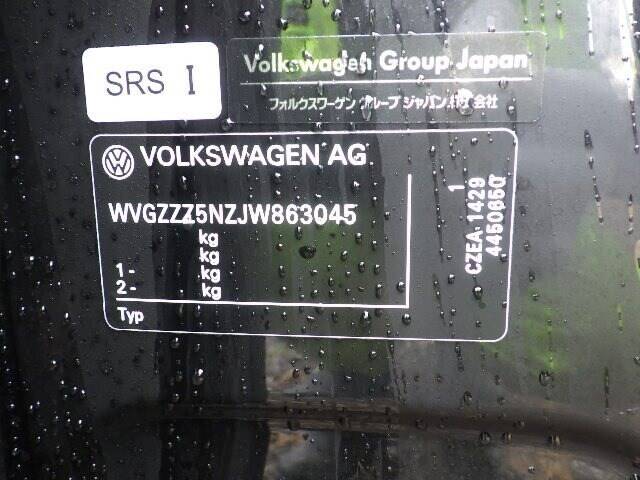 SRS I
Volkswagen Group Japan
フォルクスワーゲン グループ ジャパン 株式会社
VOLKSWAGEN AG
WVGZZZ5NZJW863045
kg
kg
1- kg
2- kg
Typ
1
CZEA 1429
4450650